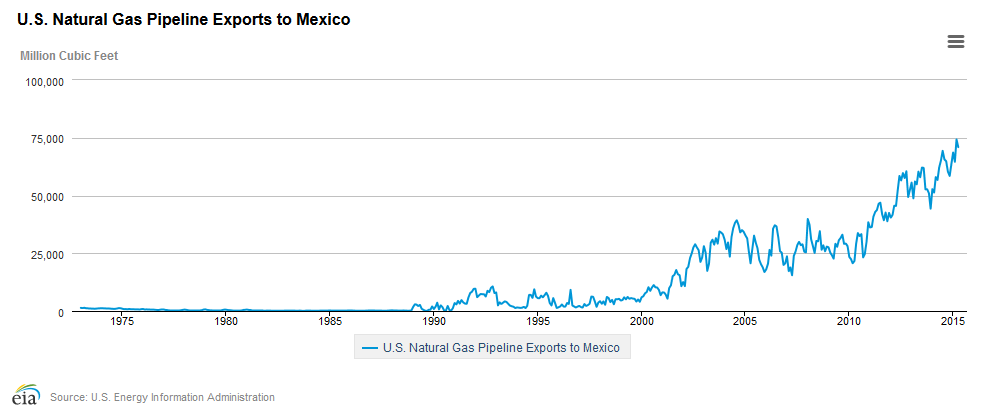 U.S. Natural Gas Pipeline Exports to Mexico
Million Cubic Feet
100,000
75,000
50,000
25,000
0
1975 1980 1985 1990 1995 2000 2005 2010 2015
U.S. Natural Gas Pipeline Exports to Mexico
eia Source: U.S. Energy Information Administration